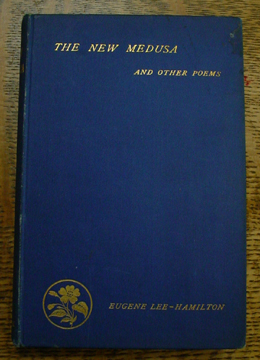 THE NEW MEDUSA
AND OTHER POEMS
EUGENE LEE-HAMILTON